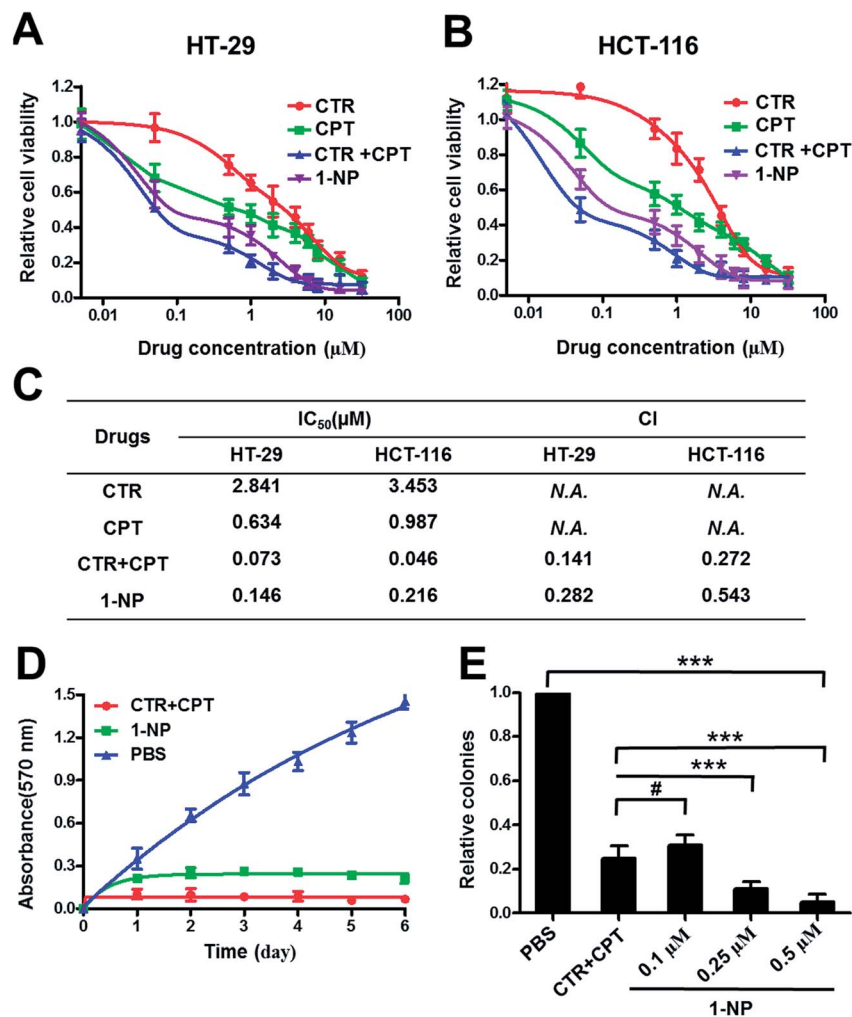 A
HT-29
Relative cell viability
1.2
1.0
0.8
0.6
0.4
0.2
0.0
0.01 0.1 1 10 100
Drug concentration (μM)
CTR
CPT
CTR +CPT
1-NP
B
HCT-116
Relative cell viability
1.2
1.0
0.8
0.6
0.4
0.2
0.0
0.01 0.1 1 10 100
Drug concentration (μM)
CTR
CPT
CTR +CPT
1-NP
C
Drugs IC50(μM) CI
HT-29 HCT-116 HT-29 HCT-116
CTR 2.841 3.453 N.A. N.A.
CPT 0.634 0.987 N.A. N.A.
CTR+CPT 0.073 0.046 0.141 0.272
1-NP 0.146 0.216 0.282 0.543
D
Absorbance(570 nm)
1.5
1.2
0.9
0.6
0.3
0.0
0 1 2 3 4 5 6
Time (day)
CTR+CPT
1-NP
PBS
E
Relative colonies
1.0
0.8
0.6
0.4
0.2
0.0
***
***
***
#
PBS
CTR+CPT
0.1 μM
0.25 μM
0.5 μM
1-NP